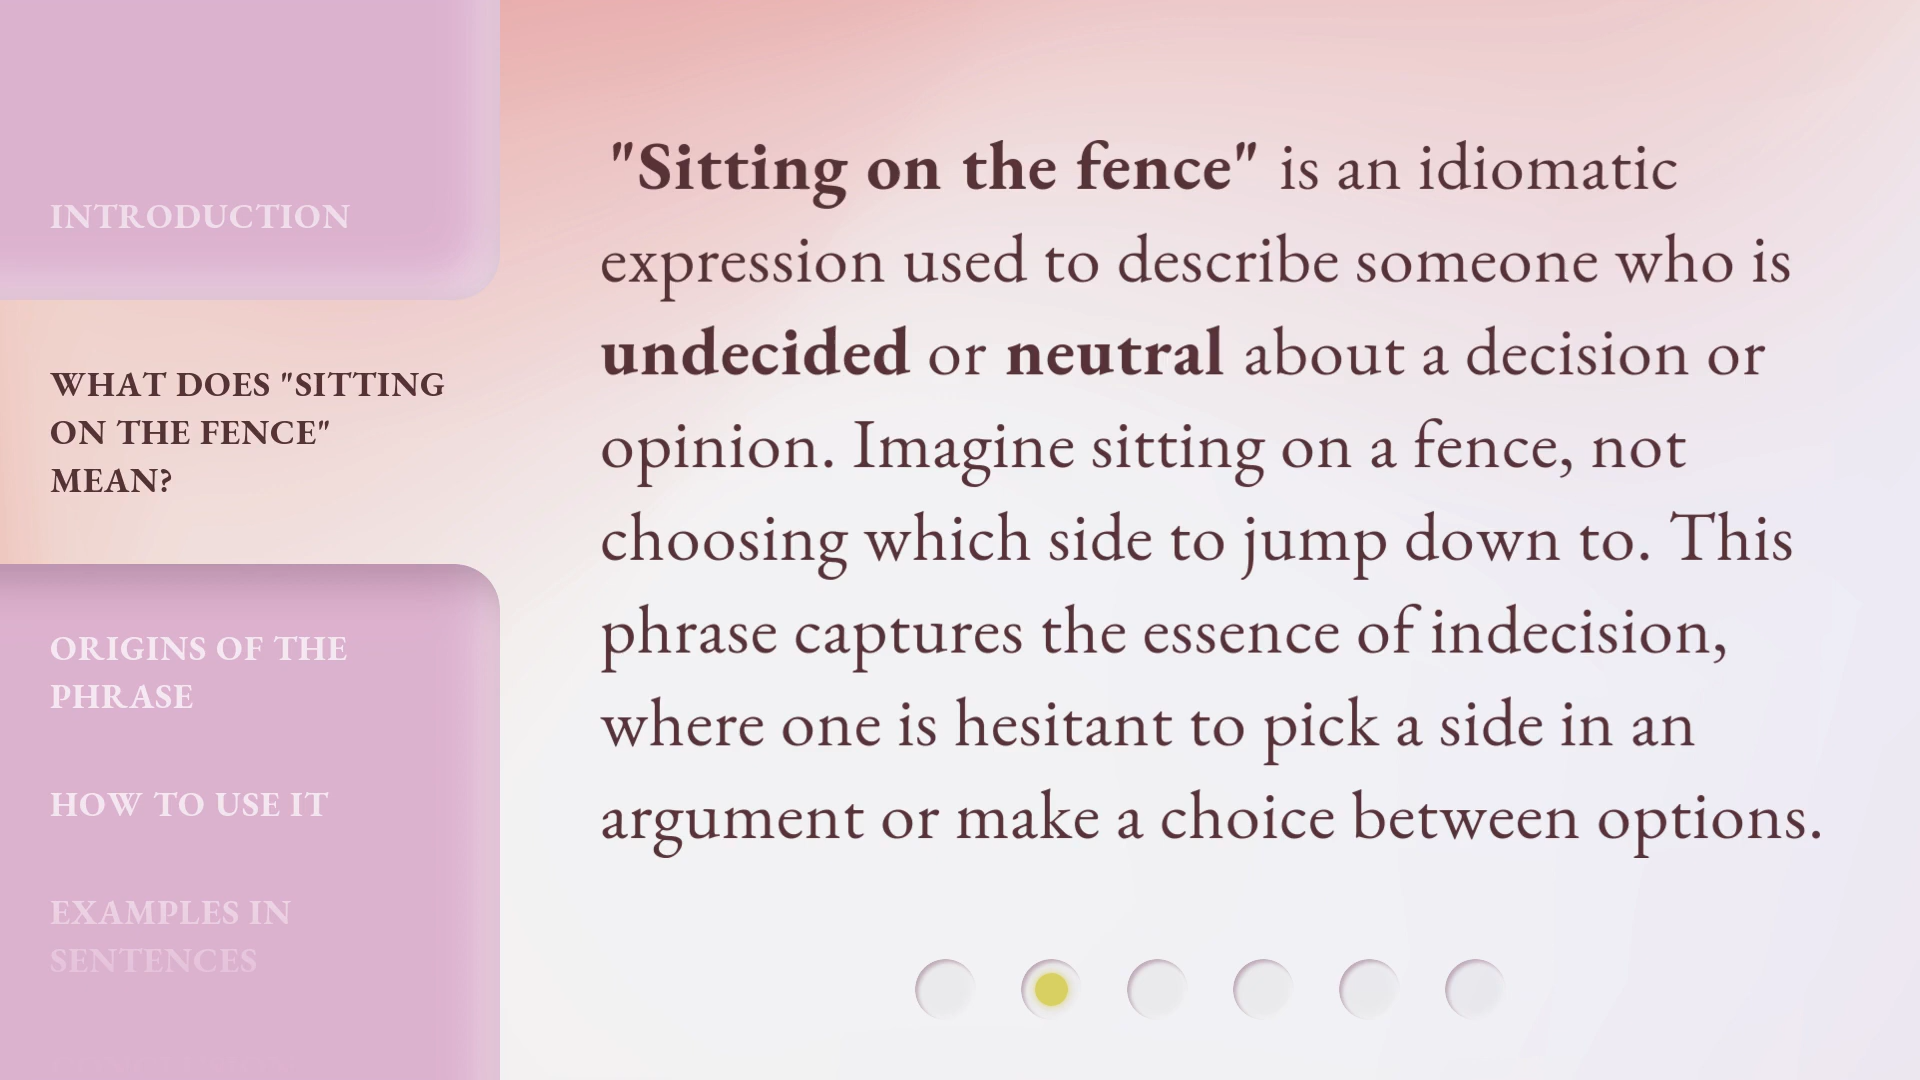 INTRODUCTION
WHAT DOES "SITTING
ON THE FENCE"
MEAN?
ORIGINS OF THE
PHRASE
HOW TO USE IT
EXAMPLES IN
SENTENCES
"Sitting on the fence" is an idiomatic
expression used to describe someone who is
undecided or neutral about a decision or
opinion. Imagine sitting on a fence, not
choosing which side to jump down to. This
phrase captures the essence of indecision,
where one is hesitant to pick a side in an
argument or make a choice between options.